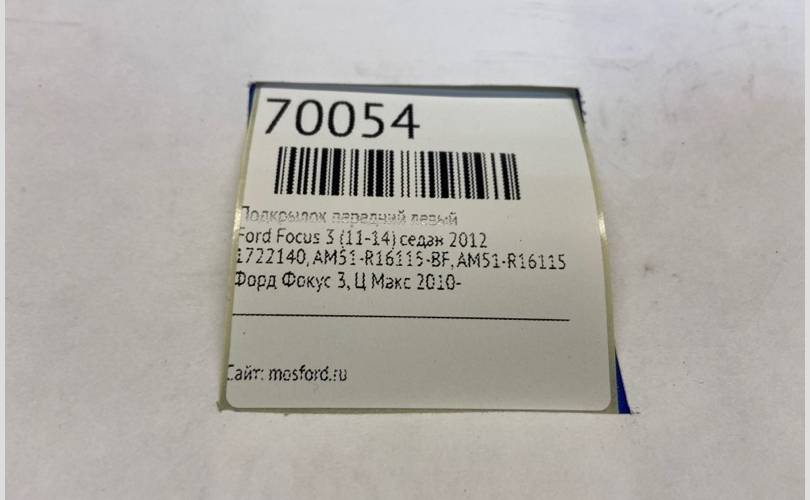 70054
Подкрылок передний левый
Ford Focus 3 (11-14) седан 2012
1722140, AM51-R16115-BF, AM51-R16115
Форд Фокус 3, Ц Макс 2010-
Сайт: mosford.ru